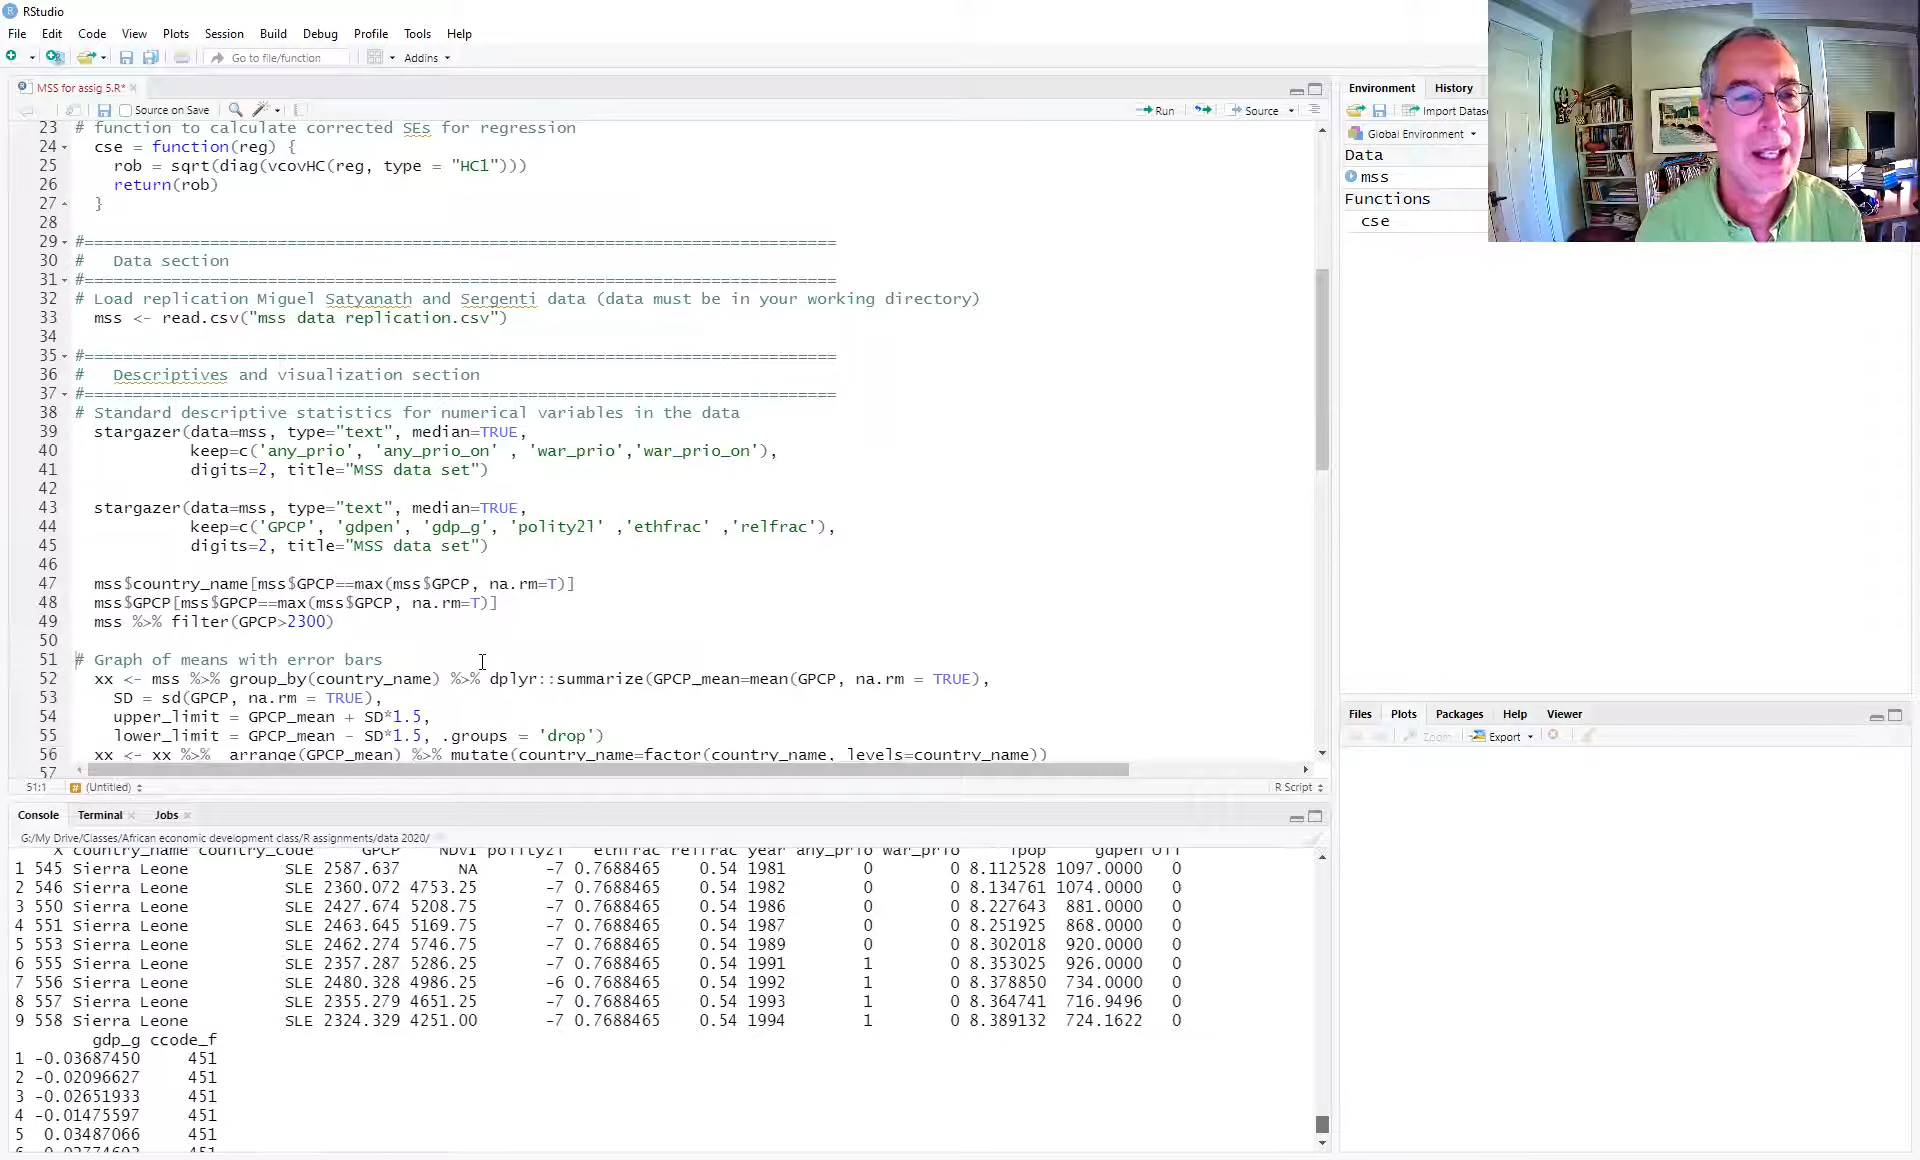 RStudio
File Edit Code View Plots Session Build Debug Profile Tools Help
Go to file/function Addins
MSS for assig 5.R*
Source on Save Run Source
23 # function to calculate corrected SEs for regression
24 cse = function(reg) {
25 rob = sqrt(diag(vcovHC(reg, type = "HC1")))
26 return(rob)
27 }
28
29 #==============================================================================
30 # Data section
31 #==============================================================================
32 # Load replication Miguel Satyanath and Sergenti data (data must be in your working directory)
33 mss <- read.csv("mss data replication.csv")
34
35 #==============================================================================
36 # Descriptives and visualization section
37 #==============================================================================
38 # Standard descriptive statistics for numerical variables in the data
39 stargazer(data=mss, type="text", median=TRUE,
40 keep=c('any_prio', 'any_prio_on' , 'war_prio','war_prio_on'),
41 digits=2, title="MSS data set")
42
43 stargazer(data=mss, type="text", median=TRUE,
44 keep=c('GPCP', 'gdpen', 'gdp_g', 'polity2l' ,'ethfrac' ,'relfrac'),
45 digits=2, title="MSS data set")
46
47 mss$country_name[mss$GPCP==max(mss$GPCP, na.rm=T)]
48 mss$GPCP[mss$GPCP==max(mss$GPCP, na.rm=T)]
49 mss %>% filter(GPCP>2300)
50
51 # Graph of means with error bars
52 xx <- mss %>% group_by(country_name) %>% dplyr::summarize(GPCP_mean=mean(GPCP, na.rm = TRUE),
53 SD = sd(GPCP, na.rm = TRUE),
54 upper_limit = GPCP_mean + SD*1.5,
55 lower_limit = GPCP_mean - SD*1.5, .groups = 'drop')
56 xx <- xx %>% arrange(GPCP_mean) %>% mutate(country_name=factor(country_name, levels=country_name))
57
51:1 (Untitled) R Script
Console Terminal Jobs
G:/My Drive/Classes/African economic development class/R assignments/data 2020/
X country_name country_code GPCP NDVI polity2l ethfrac relfrac year any_prio war_prio lpop gdpen Oil
1 545 Sierra Leone SLE 2587.637 NA -7 0.7688465 0.54 1981 0 0 8.112528 1097.0000 0
2 546 Sierra Leone SLE 2360.072 4753.25 -7 0.7688465 0.54 1982 0 0 8.134761 1074.0000 0
3 550 Sierra Leone SLE 2427.674 5208.75 -7 0.7688465 0.54 1986 0 0 8.227643 881.0000 0
4 551 Sierra Leone SLE 2463.645 5169.75 -7 0.7688465 0.54 1987 0 0 8.251925 868.0000 0
5 553 Sierra Leone SLE 2462.274 5746.75 -7 0.7688465 0.54 1989 0 0 8.302018 920.0000 0
6 555 Sierra Leone SLE 2357.287 5286.25 -7 0.7688465 0.54 1991 1 0 8.353025 926.0000 0
7 556 Sierra Leone SLE 2480.328 4986.25 -6 0.7688465 0.54 1992 1 0 8.378850 734.0000 0
8 557 Sierra Leone SLE 2355.279 4651.25 -7 0.7688465 0.54 1993 1 0 8.364741 716.9496 0
9 558 Sierra Leone SLE 2324.329 4251.00 -7 0.7688465 0.54 1994 1 0 8.389132 724.1622 0
gdp_g ccode_f
1 -0.03687450 451
2 -0.02096627 451
3 -0.02651933 451
4 -0.01475597 451
5 0.03487066 451
Environment History
Import Datas
Global Environment
Data
mss
Functions
cse
Files Plots Packages Help Viewer
Zoom Export